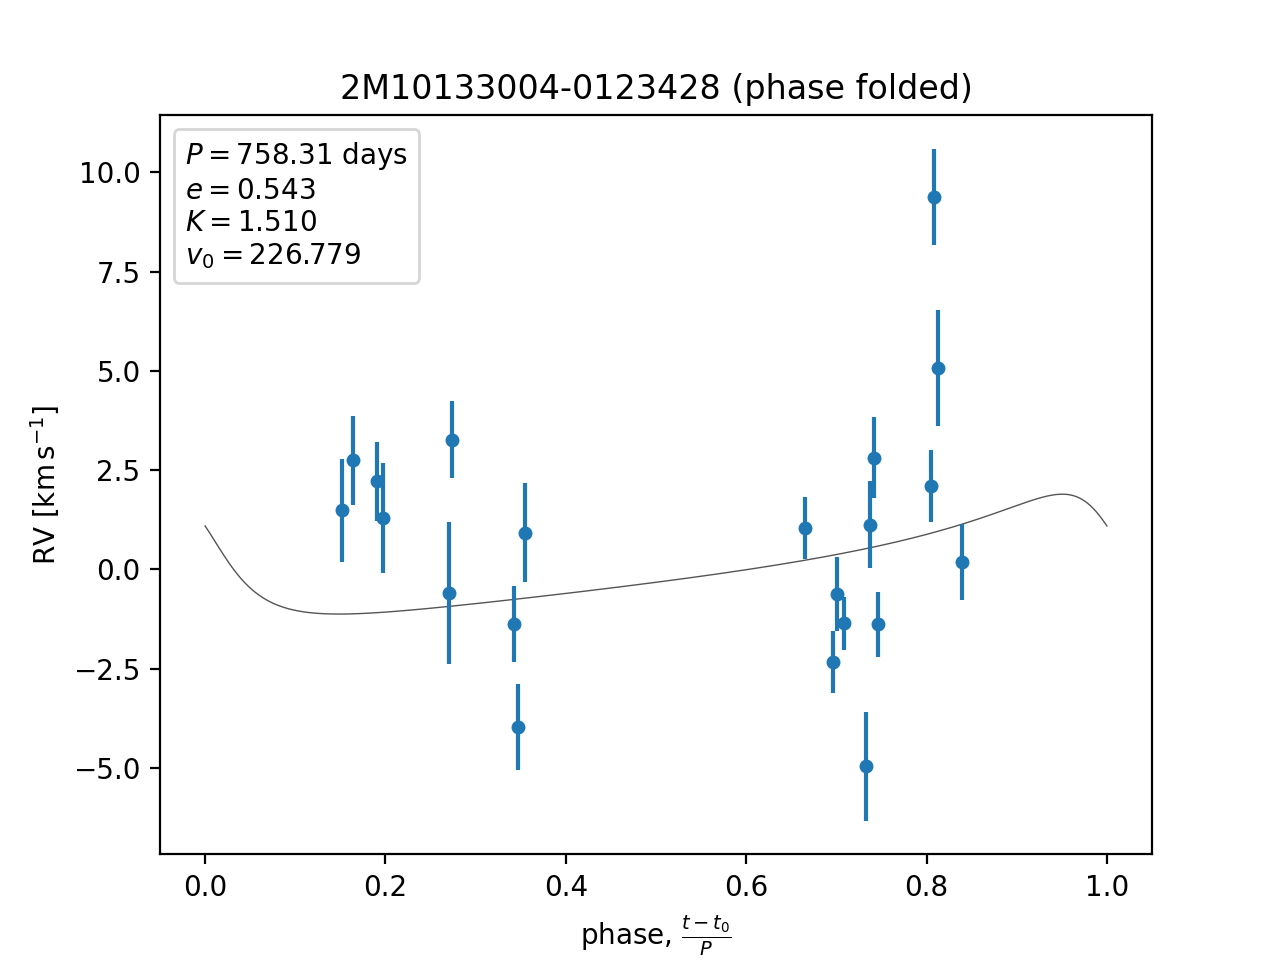 2M10133004-0123428 (phase folded)
P = 758.31 days
e = 0.543
K = 1.510
v₀ = 226.779
10.0
7.5
5.0
2.5
0.0
−2.5
−5.0
RV [km s⁻¹]
0.0 0.2 0.4 0.6 0.8 1.0
phase, (t − t₀)/P